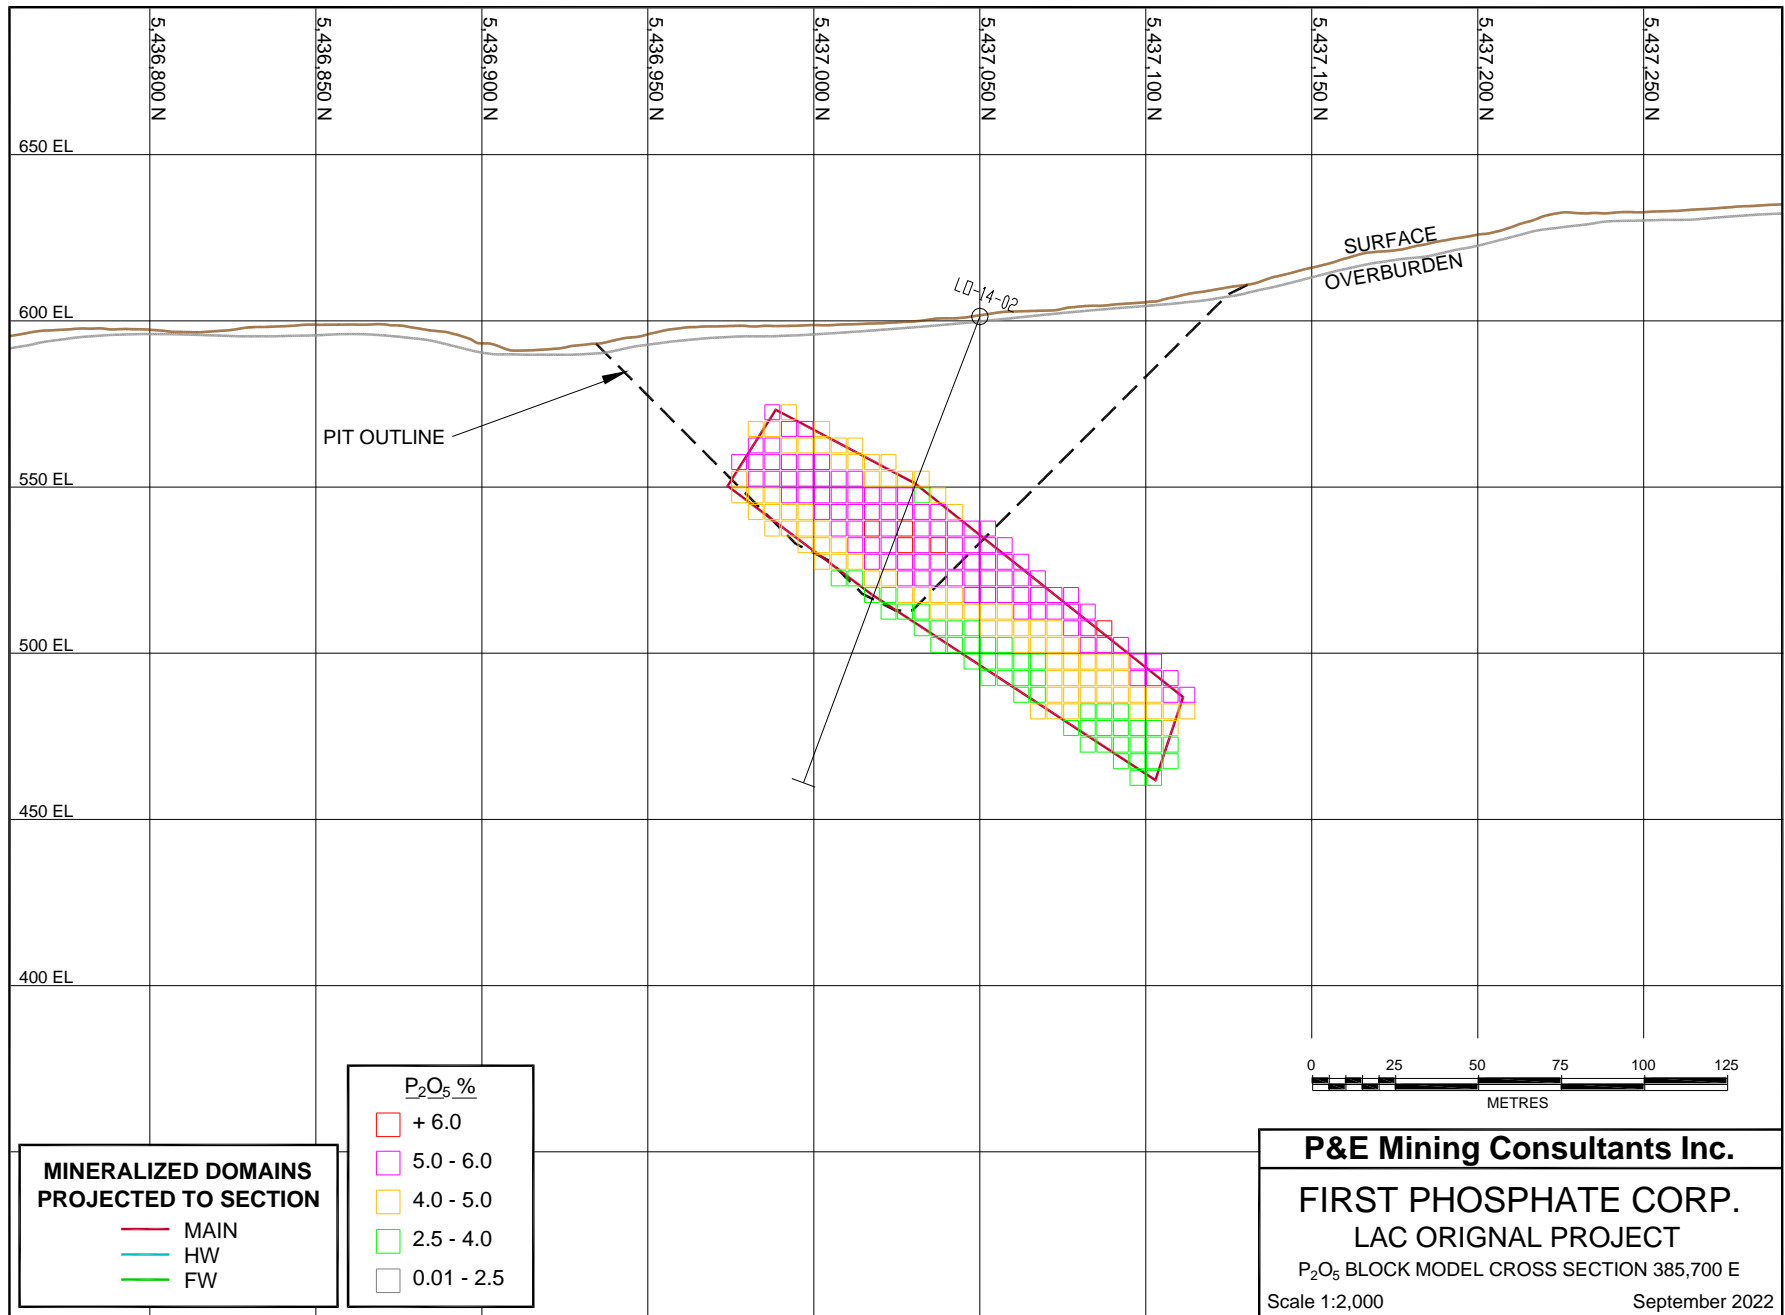 5,436,800 N
5,436,850 N
5,436,900 N
5,436,950 N
5,437,000 N
5,437,050 N
5,437,100 N
5,437,150 N
5,437,200 N
5,437,250 N
650 EL
SURFACE
OVERBURDEN
LO-14-02
600 EL
PIT OUTLINE
550 EL
500 EL
450 EL
400 EL
0 25 50 75 100 125
METRES
P₂O₅ %
+ 6.0
5.0 - 6.0
4.0 - 5.0
2.5 - 4.0
0.01 - 2.5
MINERALIZED DOMAINS
PROJECTED TO SECTION
MAIN
HW
FW
P&E Mining Consultants Inc.
FIRST PHOSPHATE CORP.
LAC ORIGNAL PROJECT
P₂O₅ BLOCK MODEL CROSS SECTION 385,700 E
Scale 1:2,000 September 2022